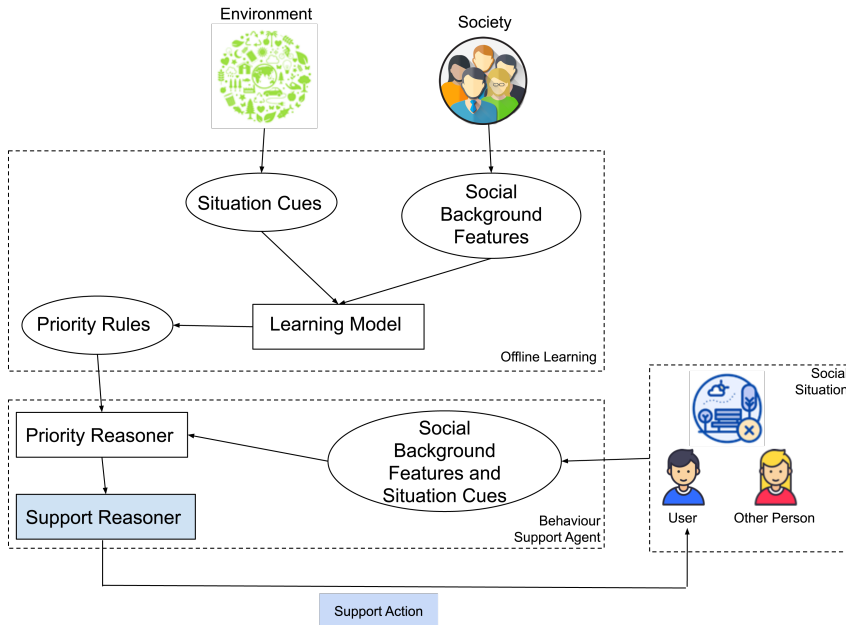 Environment
Society
Situation Cues
Social
Background
Features
Priority Rules
Learning Model
Offline Learning
Social
Situation
Priority Reasoner
Social
Background
Features and
Situation Cues
Support Reasoner
User
Other Person
Behaviour
Support Agent
Support Action